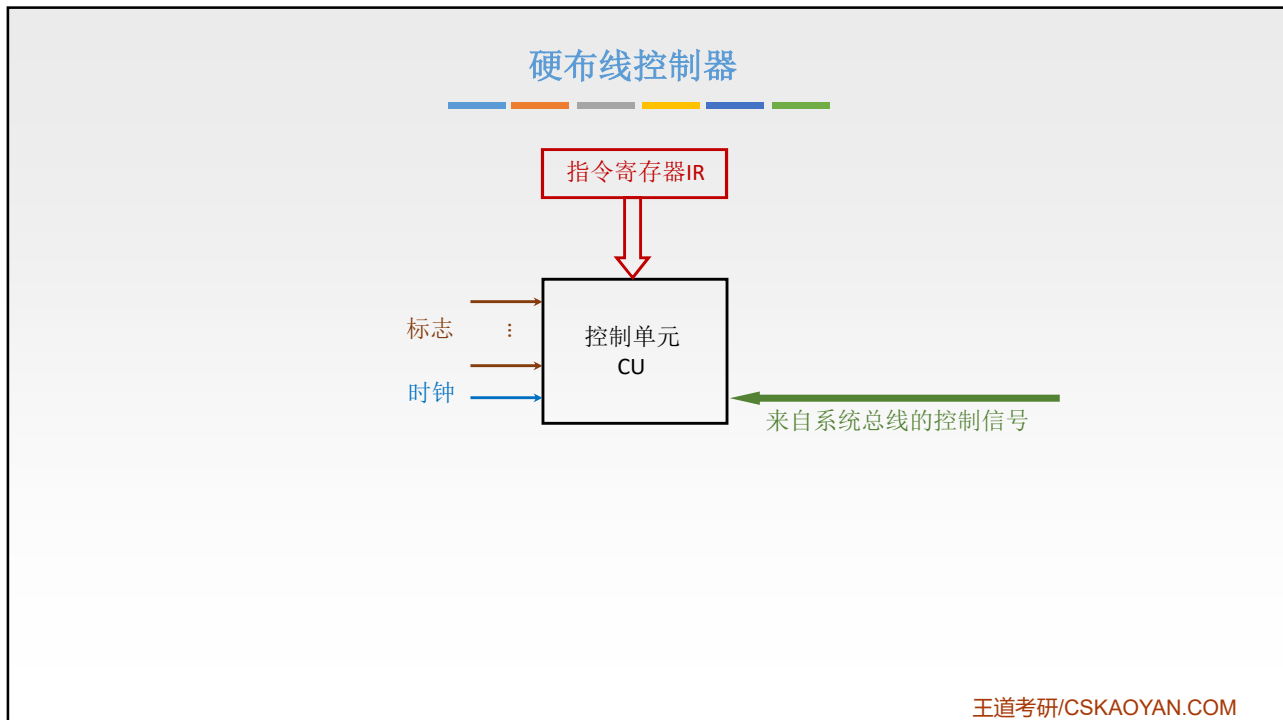 硬布线控制器
指令寄存器IR
标志
⋮
控制单元
CU
时钟
来自系统总线的控制信号
王道考研/CSKAOYAN.COM